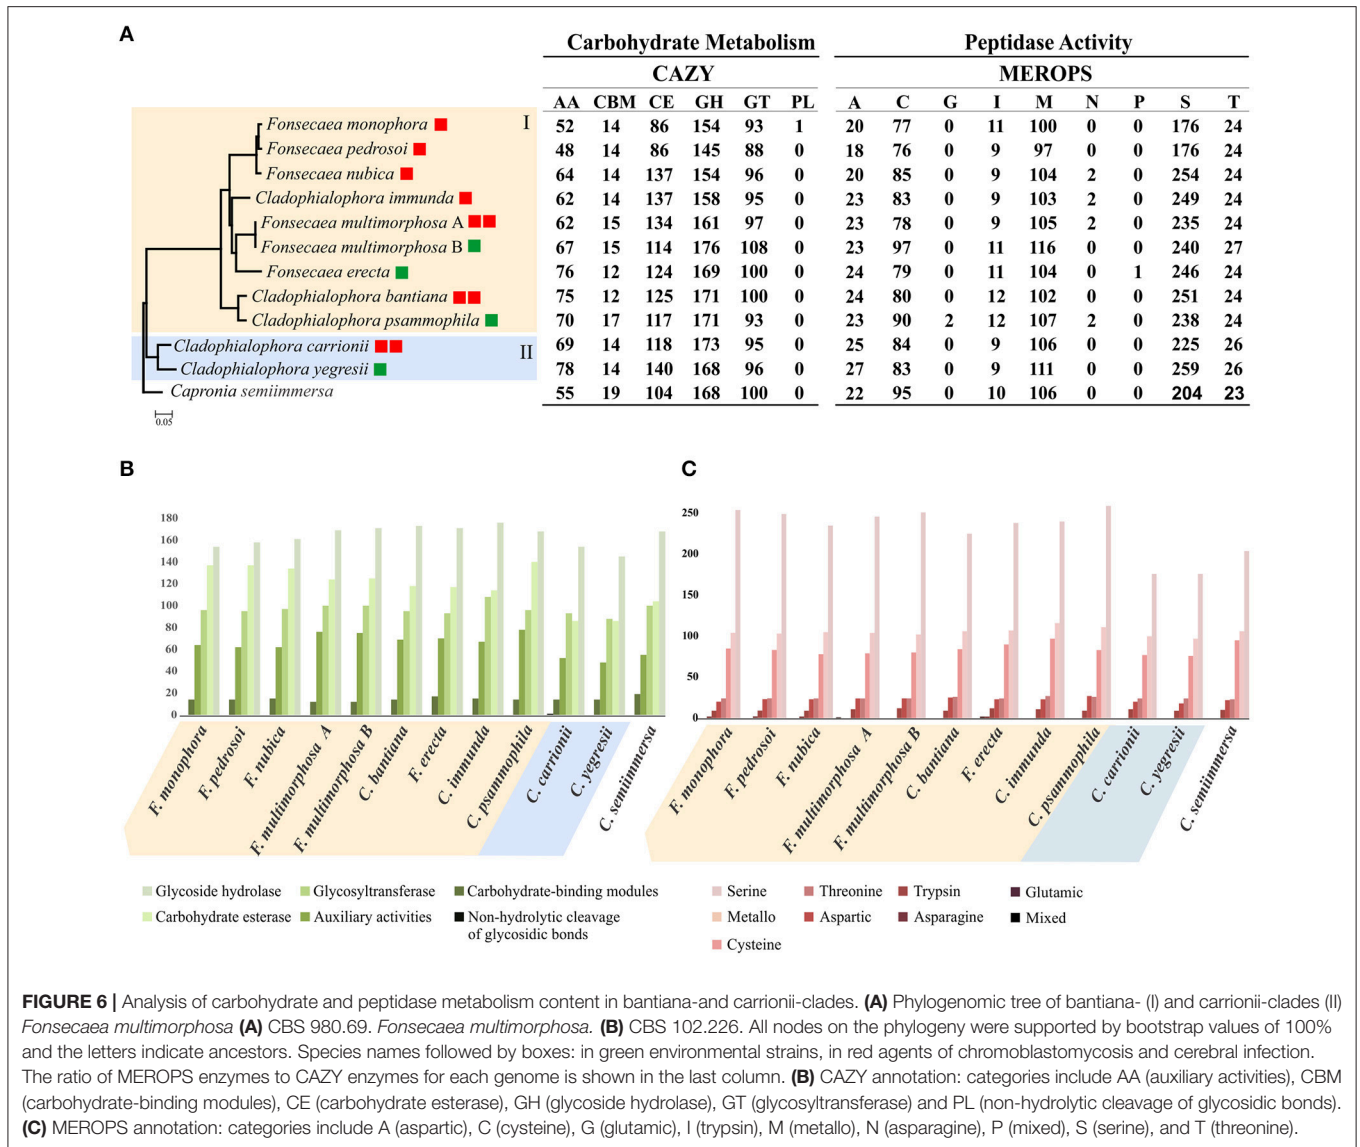 A
Carbohydrate Metabolism Peptidase Activity
CAZY MEROPS
AA CBM CE GH GT PL A C G I M N P S T
Fonsecaea monophora I 52 14 86 154 93 1 20 77 0 11 100 0 0 176 24
Fonsecaea pedrosoi 48 14 86 145 88 0 18 76 0 9 97 0 0 176 24
Fonsecaea nubica 64 14 137 154 96 0 20 85 0 9 104 2 0 254 24
Cladophialophora immunda 62 14 137 158 95 0 23 83 0 9 103 2 0 249 24
Fonsecaea multimorphosa A 62 15 134 161 97 0 23 78 0 9 105 2 0 235 24
Fonsecaea multimorphosa B 67 15 114 176 108 0 23 97 0 11 116 0 0 240 27
Fonsecaea erecta 76 12 124 169 100 0 24 79 0 11 104 0 1 246 24
Cladophialophora bantiana 75 12 125 171 100 0 24 80 0 12 102 0 0 251 24
Cladophialophora psammophila 70 17 117 171 93 0 23 90 2 12 107 2 0 238 24
Cladophialophora carrionii II 69 14 118 173 95 0 25 84 0 9 106 0 0 225 26
Cladophialophora yegresii 78 14 140 168 96 0 27 83 0 9 111 0 0 259 26
Capronia semiimmersa 55 19 104 168 100 0 22 95 0 10 106 0 0 204 23
0.05
B
180
160
140
120
100
80
60
40
20
0
F. monophora
F. pedrosoi
F. nubica
F. multimorphosa A
F. multimorphosa B
C. bantiana
F. erecta
C. immunda
C. psammophila
C. carrionii
C. yegresii
C. semiimmersa
Glycoside hydrolase Glycosyltransferase Carbohydrate-binding modules
Carbohydrate esterase Auxiliary activities Non-hydrolytic cleavage
of glycosidic bonds
C
250
200
150
100
50
0
F. monophora
F. pedrosoi
F. nubica
F. multimorphosa A
F. multimorphosa B
C. bantiana
F. erecta
C. immunda
C. psammophila
C. carrionii
C. yegresii
C. semiimmersa
Serine Threonine Trypsin Glutamic
Metallo Aspartic Asparagine Mixed
Cysteine
FIGURE 6 | Analysis of carbohydrate and peptidase metabolism content in bantiana-and carrionii-clades. (A) Phylogenomic tree of bantiana- (I) and carrionii-clades (II)
Fonsecaea multimorphosa (A) CBS 980.69. Fonsecaea multimorphosa. (B) CBS 102.226. All nodes on the phylogeny were supported by bootstrap values of 100%
and the letters indicate ancestors. Species names followed by boxes: in green environmental strains, in red agents of chromoblastomycosis and cerebral infection.
The ratio of MEROPS enzymes to CAZY enzymes for each genome is shown in the last column. (B) CAZY annotation: categories include AA (auxiliary activities), CBM
(carbohydrate-binding modules), CE (carbohydrate esterase), GH (glycoside hydrolase), GT (glycosyltransferase) and PL (non-hydrolytic cleavage of glycosidic bonds).
(C) MEROPS annotation: categories include A (aspartic), C (cysteine), G (glutamic), I (trypsin), M (metallo), N (asparagine), P (mixed), S (serine), and T (threonine).